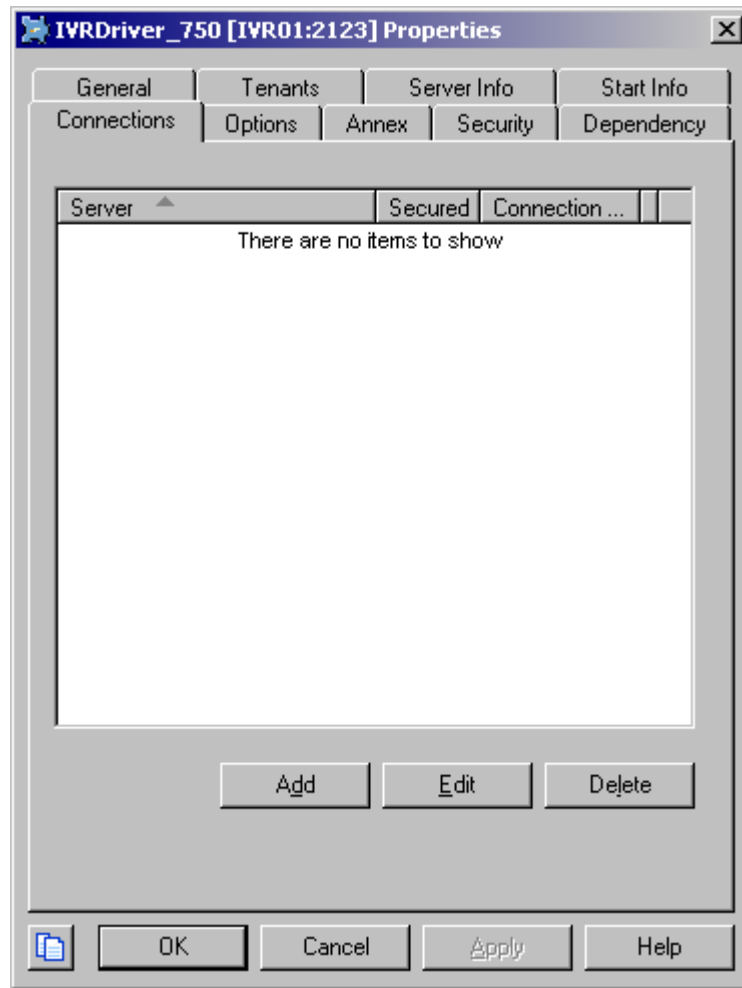 IVRDriver_750 [IVR01:2123] Properties
General Tenants Server Info Start Info
Connections Options Annex Security Dependency
Server Secured Connection ...
There are no items to show
Add Edit Delete
OK Cancel Apply Help